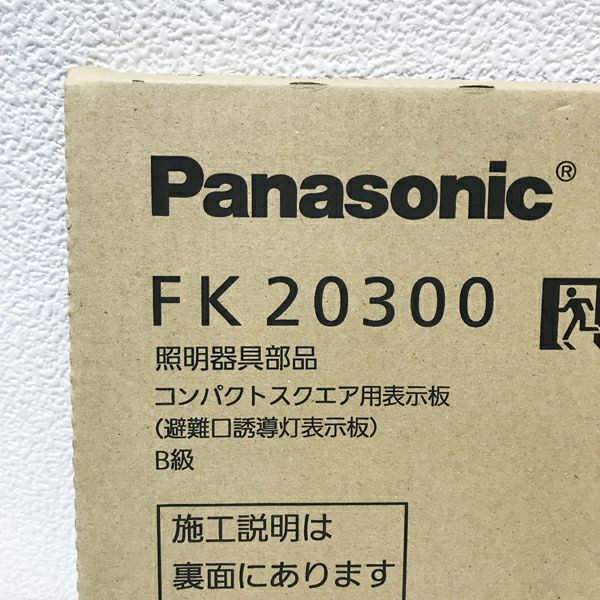 Panasonic®
FK20300
照明器具部品
コンパクトスクエア用表示板
(避難口誘導灯表示板)
B級
施工説明は
裏面にあります